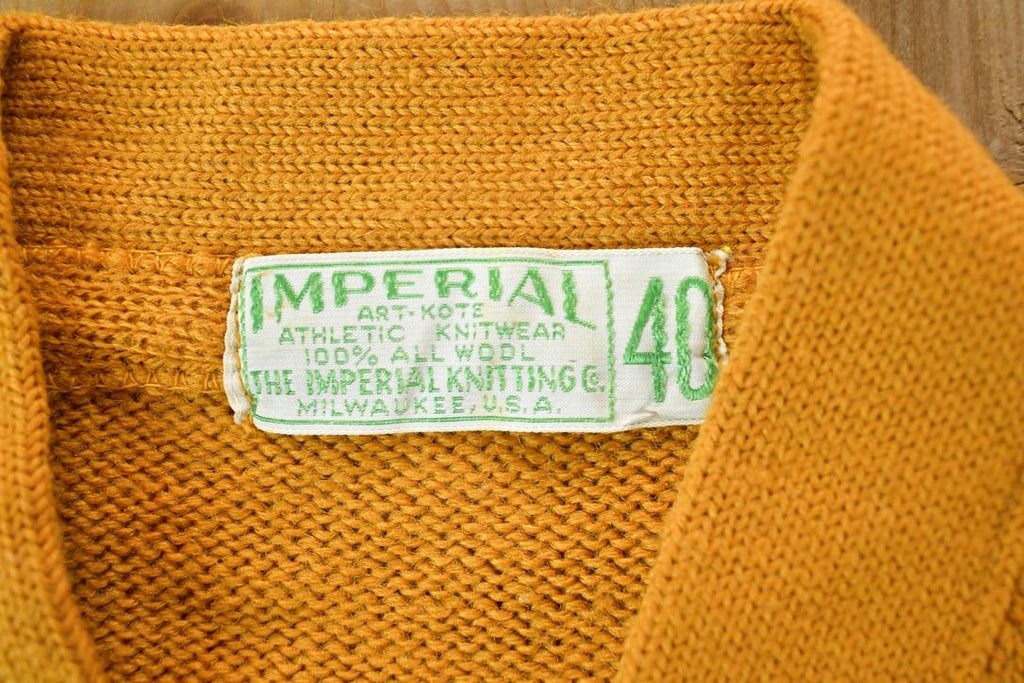 IMPERIAL
ART-KOTE
ATHLETIC KNITWEAR
100% ALL WOOL
THE IMPERIAL KNITTING CO.
MILWAUKEE, U.S.A.
40